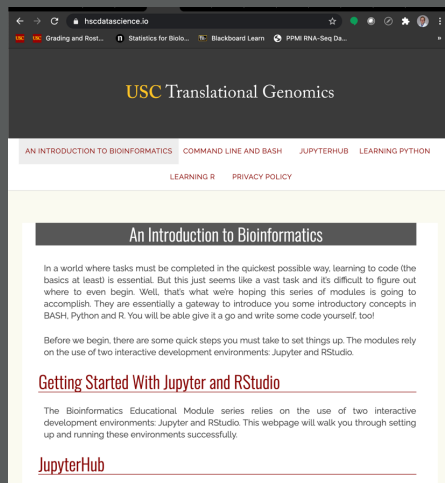 hscdatascience.io
Grading and Rost...
Statistics for Biolo...
Blackboard Learn
PPMI RNA-Seq Da...
»
USC Translational Genomics
AN INTRODUCTION TO BIOINFORMATICS
COMMAND LINE AND BASH
JUPYTERHUB
LEARNING PYTHON
LEARNING R
PRIVACY POLICY
An Introduction to Bioinformatics
In a world where tasks must be completed in the quickest possible way, learning to code (the
basics at least) is essential. But this just seems like a vast task and it's difficult to figure out
where to even begin. Well, that's what we're hoping this series of modules is going to
accomplish. They are essentially a gateway to introduce you some introductory concepts in
BASH, Python and R. You will be able give it a go and write some code yourself, too!
Before we begin, there are some quick steps you must take to set things up. The modules rely
on the use of two interactive development environments: Jupyter and RStudio.
Getting Started With Jupyter and RStudio
The Bioinformatics Educational Module series relies on the use of two interactive
development environments: Jupyter and RStudio. This webpage will walk you through setting
up and running these environments successfully.
JupyterHub